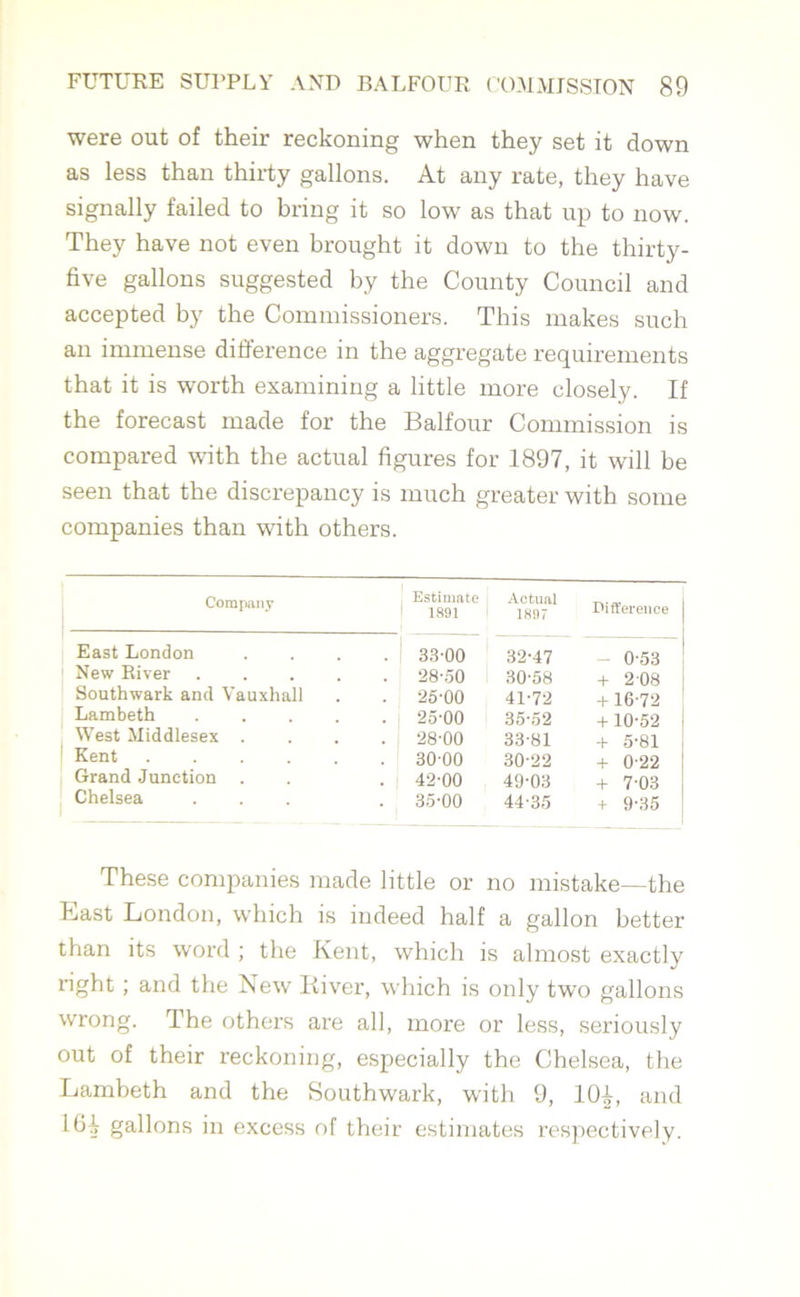 FUTURE SUPPLY AND BALFOUR COMMISSION 89
were out of their reckoning when they set it down
as less than thirty gallons. At any rate, they have
signally failed to bring it so low as that up to now.
They have not even brought it down to the thirty-
five gallons suggested by the County Council and
accepted by the Commissioners. This makes such
an immense difference in the aggregate requirements
that it is worth examining a little more closely. If
the forecast made for the Balfour Commission is
compared with the actual figures for 1897, it will be
seen that the discrepancy is much greater with some
companies than with others.
Company Estimate 1891 Actual 1897 Difference
East London . . . . 33·00 32·47 – 0·53
New River . . . . . 28·50 30·58 + 2·08
Southwark and Vauxhall . . 25·00 41·72 + 16·72
Lambeth . . . . . 25·00 35·52 + 10·52
West Middlesex . . . . 28·00 33·81 + 5·81
Kent . . . . . . 30·00 30·22 + 0·22
Grand Junction . . . 42·00 49·03 + 7·03
Chelsea . . . . 35·00 44·35 + 9·35
These companies made little or no mistake—the
East London, which is indeed half a gallon better
than its word ; the Kent, which is almost exactly
right ; and the New River, which is only two gallons
wrong. The others are all, more or less, seriously
out of their reckoning, especially the Chelsea, the
Lambeth and the Southwark, with 9, 10½, and
16½ gallons in excess of their estimates respectively.